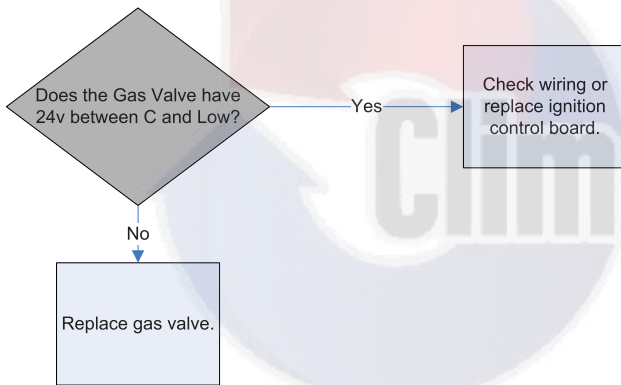 Does the Gas Valve have
24v between C and Low?
Yes
Check wiring or
replace ignition
control board.
No
Replace gas valve.
Clim